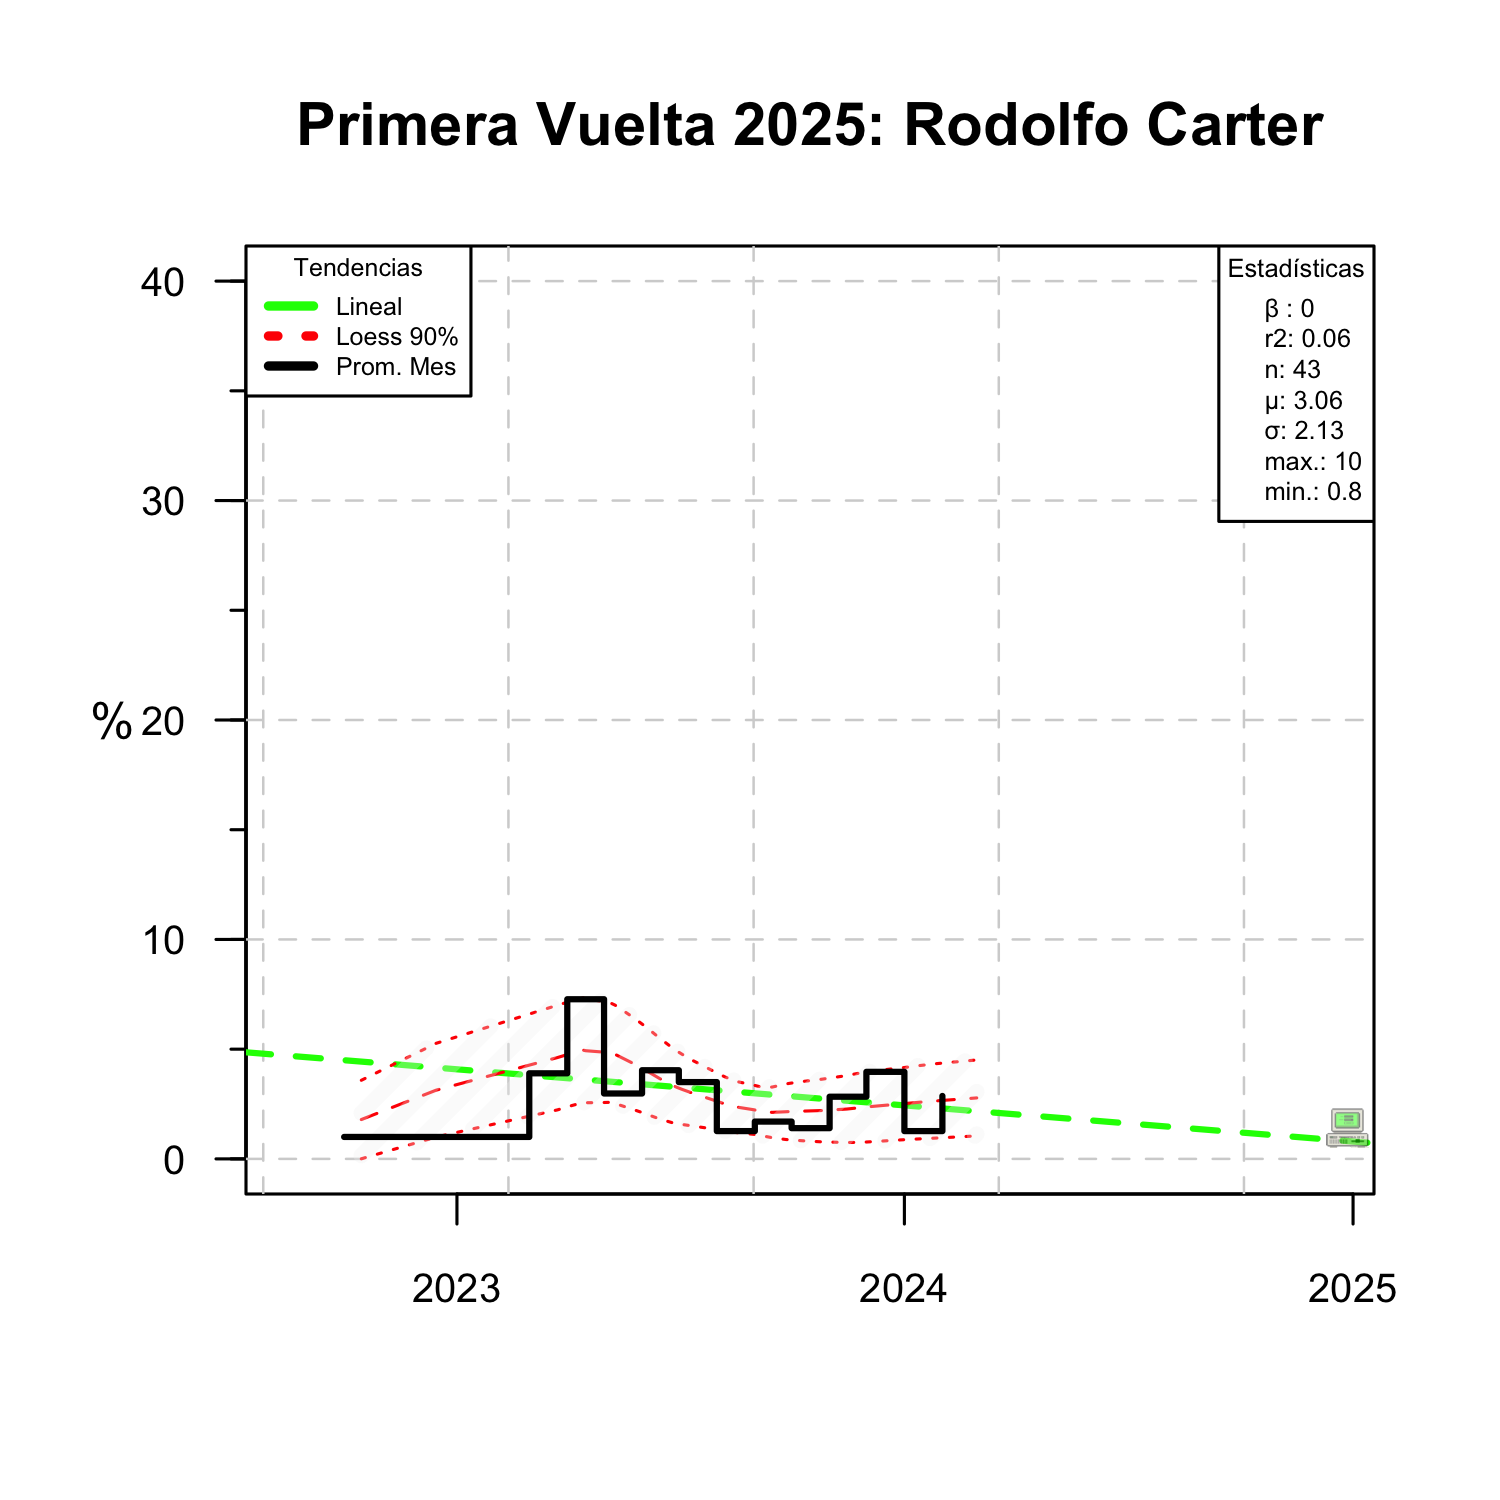 Primera Vuelta 2025: Rodolfo Carter
Tendencias
Lineal
Loess 90%
Prom. Mes
Estadísticas
β : 0
r2: 0.06
n: 43
μ: 3.06
σ: 2.13
max.: 10
min.: 0.8
40
30
% 20
10
0
2023 2024 2025